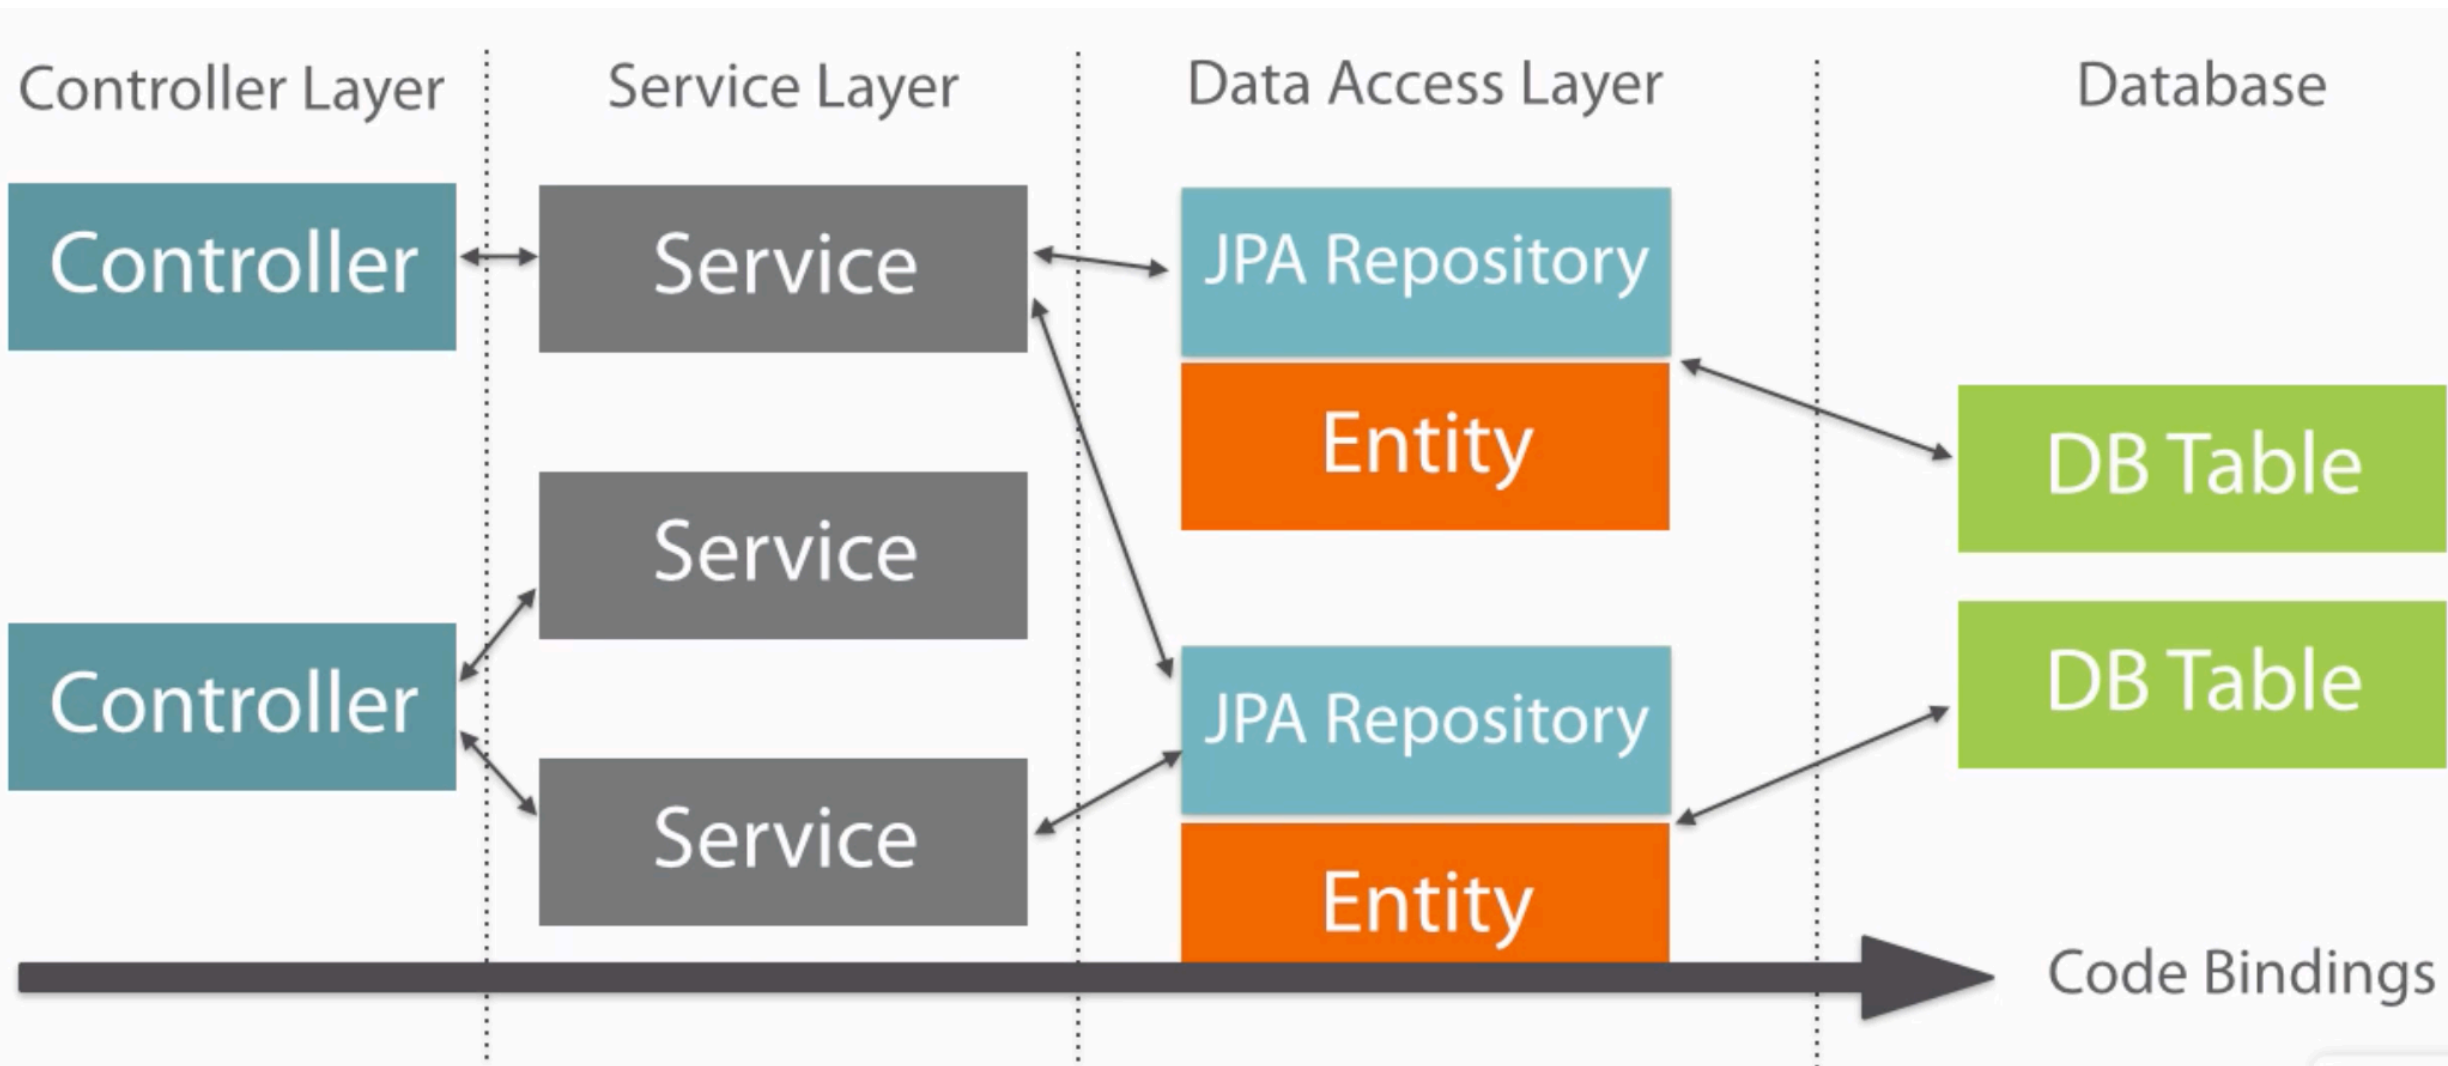 Controller Layer
Service Layer
Data Access Layer
Database
Controller
Service
JPA Repository
Entity
DB Table
Service
Controller
JPA Repository
DB Table
Service
Entity
Code Bindings